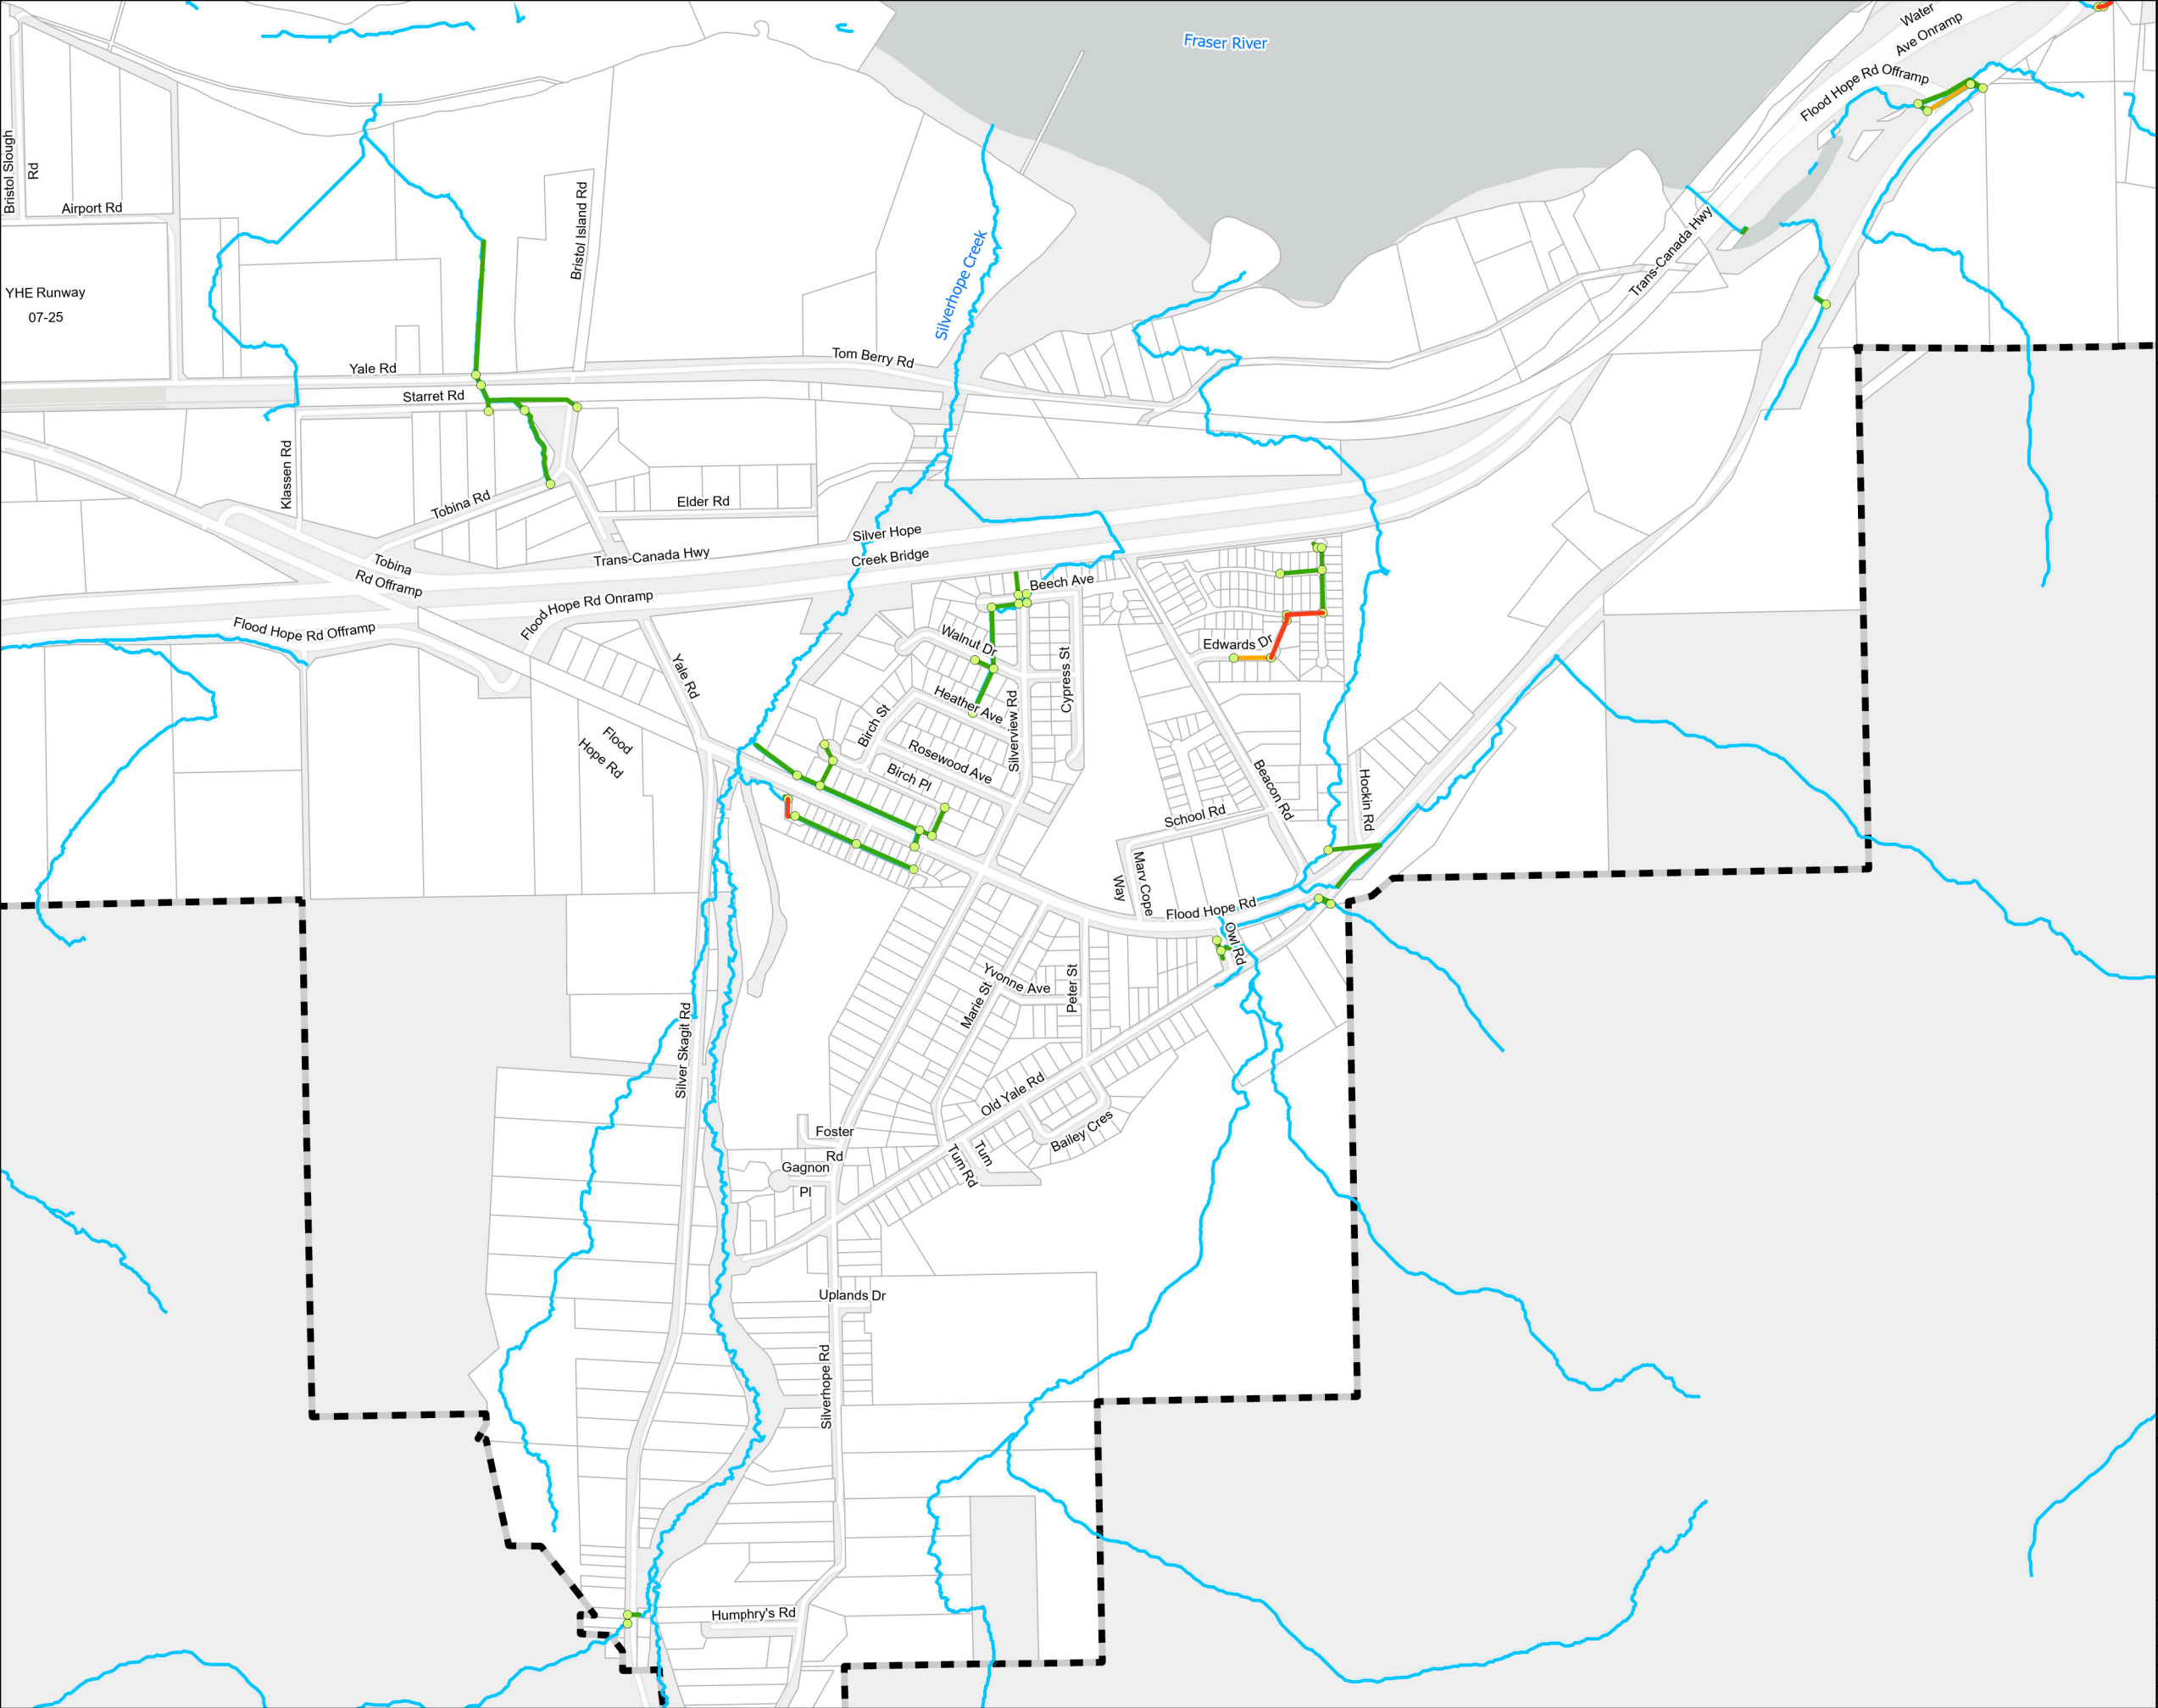 Water
Ave Onramp
Fraser River
Flood Hope Rd Offramp
Bristol Slough
Rd
Airport Rd
Bristol Island Rd
Silverhope Creek
Trans-Canada Hwy
YHE Runway
07-25
Yale Rd
Tom Berry Rd
Starret Rd
Klassen Rd
Tobina Rd
Elder Rd
Silver Hope
Creek Bridge
Trans-Canada Hwy
Tobina
Rd Offramp
Flood Hope Rd Onramp
Flood Hope Rd Offramp
Beech Ave
Walnut Dr
Edwards Dr
Yale Rd
Cypress St
Heather Ave
Silverview Rd
Birch St
Flood
Hope Rd
Rosewood Ave
Birch Pl
Beacon Rd
Hockin Rd
School Rd
Marv Cope
Way
Flood Hope Rd
Owl Rd
Yvonne Ave
Marie St
Peter St
Silver Skagit Rd
Old Yale Rd
Bailey Cres
Foster
Rd
Tum
Tum Rd
Gagnon
Pl
Uplands Dr
Silverhope Rd
Humphry's Rd